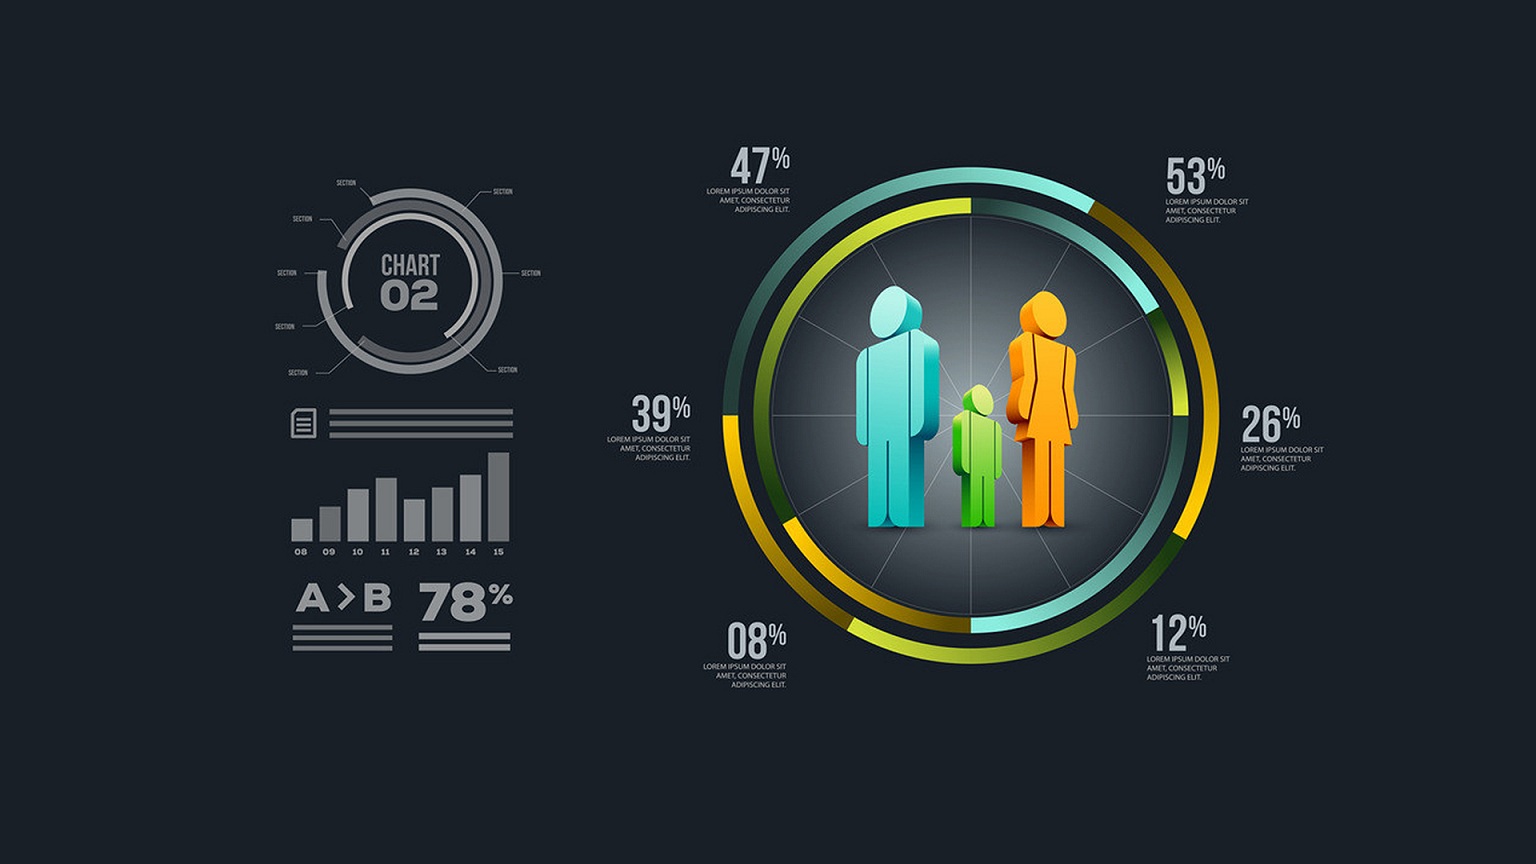 SECTION
SECTION
SECTION
SECTION
SECTION
SECTION
SECTION
SECTION
CHART
02
08 09 10 11 12 13 14 15
A > B
78%
47%
LOREM IPSUM DOLOR SIT
AMET, CONSECTETUR
ADIPISCING ELIT.
53%
LOREM IPSUM DOLOR SIT
AMET, CONSECTETUR
ADIPISCING ELIT.
39%
LOREM IPSUM DOLOR SIT
AMET, CONSECTETUR
ADIPISCING ELIT.
26%
LOREM IPSUM DOLOR SIT
AMET, CONSECTETUR
ADIPISCING ELIT.
08%
LOREM IPSUM DOLOR SIT
AMET, CONSECTETUR
ADIPISCING ELIT.
12%
LOREM IPSUM DOLOR SIT
AMET, CONSECTETUR
ADIPISCING ELIT.